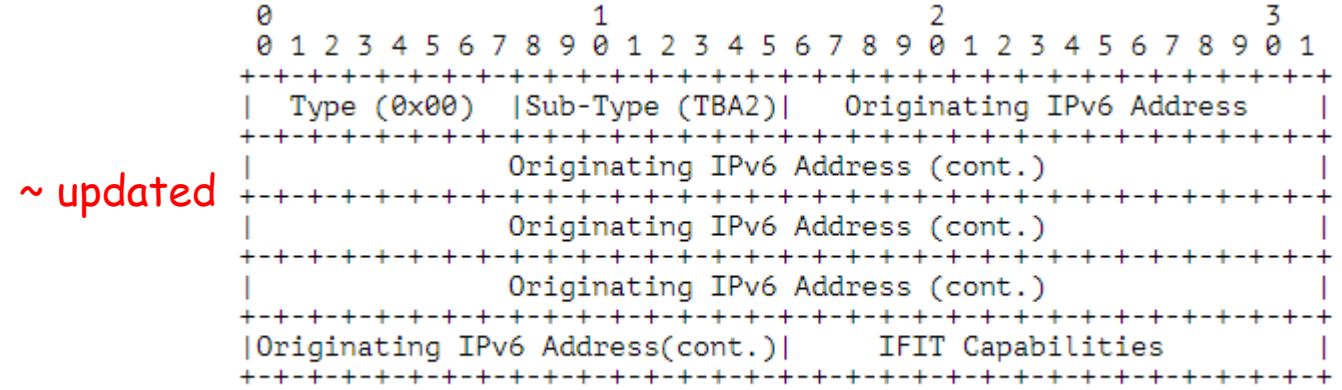 0                   1                   2                   3
0 1 2 3 4 5 6 7 8 9 0 1 2 3 4 5 6 7 8 9 0 1 2 3 4 5 6 7 8 9 0 1
+-+-+-+-+-+-+-+-+-+-+-+-+-+-+-+-+-+-+-+-+-+-+-+-+-+-+-+-+-+-+-+-+
|  Type (0x00)  |Sub-Type (TBA2)|   Originating IPv6 Address    |
+-+-+-+-+-+-+-+-+-+-+-+-+-+-+-+-+-+-+-+-+-+-+-+-+-+-+-+-+-+-+-+-+
|               Originating IPv6 Address (cont.)                |
~ updated
+-+-+-+-+-+-+-+-+-+-+-+-+-+-+-+-+-+-+-+-+-+-+-+-+-+-+-+-+-+-+-+-+
|               Originating IPv6 Address (cont.)                |
+-+-+-+-+-+-+-+-+-+-+-+-+-+-+-+-+-+-+-+-+-+-+-+-+-+-+-+-+-+-+-+-+
|               Originating IPv6 Address (cont.)                |
+-+-+-+-+-+-+-+-+-+-+-+-+-+-+-+-+-+-+-+-+-+-+-+-+-+-+-+-+-+-+-+-+
|Originating IPv6 Address(cont.)|     IFIT Capabilities         |
+-+-+-+-+-+-+-+-+-+-+-+-+-+-+-+-+-+-+-+-+-+-+-+-+-+-+-+-+-+-+-+-+